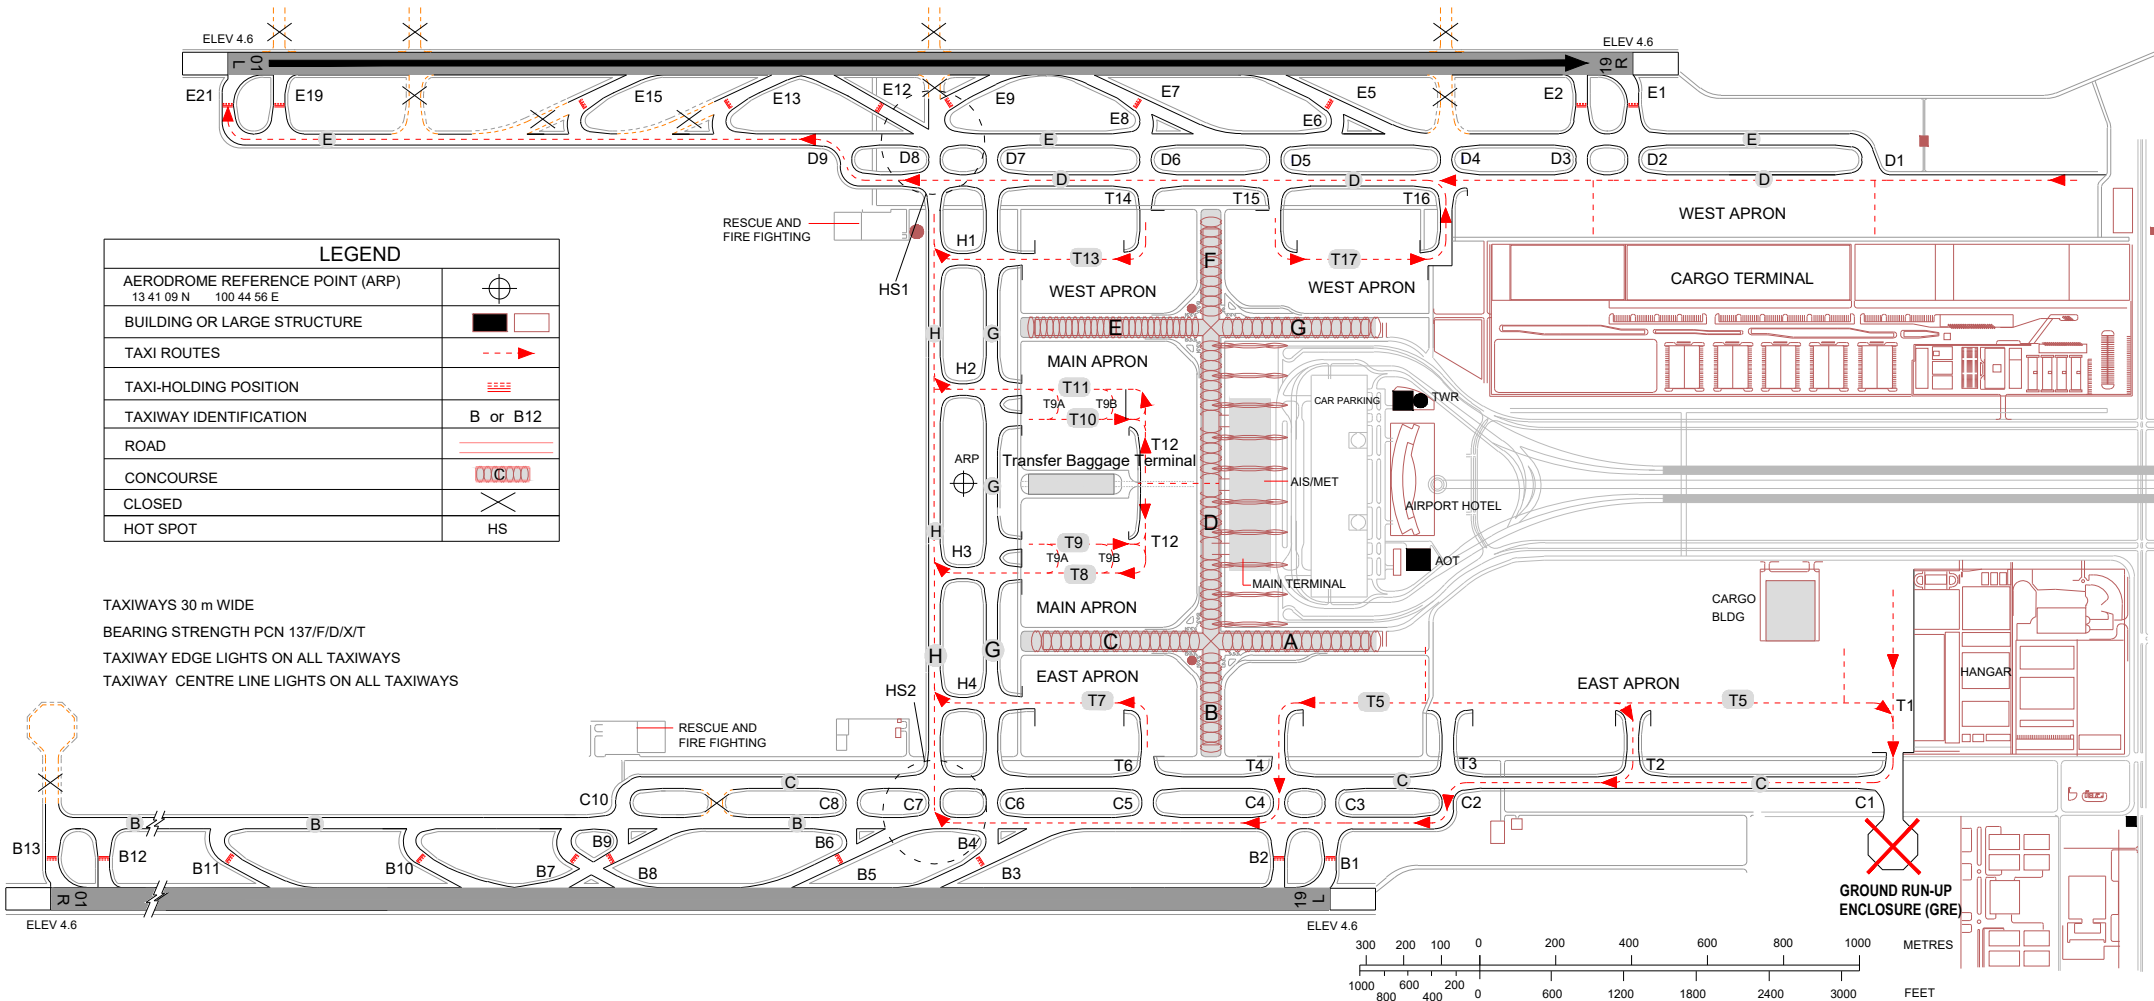 ELEV 4.6
ELEV 4.6
01
L
19
R
E21
E19
E15
E13
E12
E9
E7
E5
E2
E1
E8
E6
E
E
E
D9
D8
D7
D6
D5
D4
D3
D2
D1
D
D
D
T14
T15
T16
WEST APRON
RESCUE AND
FIRE FIGHTING
H1
T13
F
T17
HS1
WEST APRON
WEST APRON
CARGO TERMINAL
LEGEND
AERODROME REFERENCE POINT (ARP)
13 41 09 N 100 44 56 E
BUILDING OR LARGE STRUCTURE
TAXI ROUTES
TAXI-HOLDING POSITION
TAXIWAY IDENTIFICATION
B or B12
ROAD
CONCOURSE
C
CLOSED
HOT SPOT
HS
H
G
E
G
MAIN APRON
H2
T11
T9A
T9B
T10
CAR PARKING
TWR
T12
ARP
Transfer Baggage Terminal
G
AIS/MET
AIRPORT HOTEL
D
H
H3
T9
T12
T9A
T9B
T8
AOT
MAIN TERMINAL
MAIN APRON
CARGO
BLDG
TAXIWAYS 30 m WIDE
BEARING STRENGTH PCN 137/F/D/X/T
TAXIWAY EDGE LIGHTS ON ALL TAXIWAYS
TAXIWAY CENTRE LINE LIGHTS ON ALL TAXIWAYS
H
G
C
A
H4
EAST APRON
EAST APRON
HANGAR
HS2
T7
B
T5
T5
T1
RESCUE AND
FIRE FIGHTING
T6
T4
T3
T2
C
C
C
C10
C8
C7
C6
C5
C4
C3
C2
C1
B
B
B
B13
B12
B11
B10
B9
B7
B8
B6
B5
B4
B3
B2
B1
01
R
19
L
GROUND RUN-UP
ENCLOSURE (GRE)
ELEV 4.6
ELEV 4.6
300 200 100 0 200 400 600 800 1000 METRES
1000 800 600 400 200 0 600 1200 1800 2400 3000 FEET